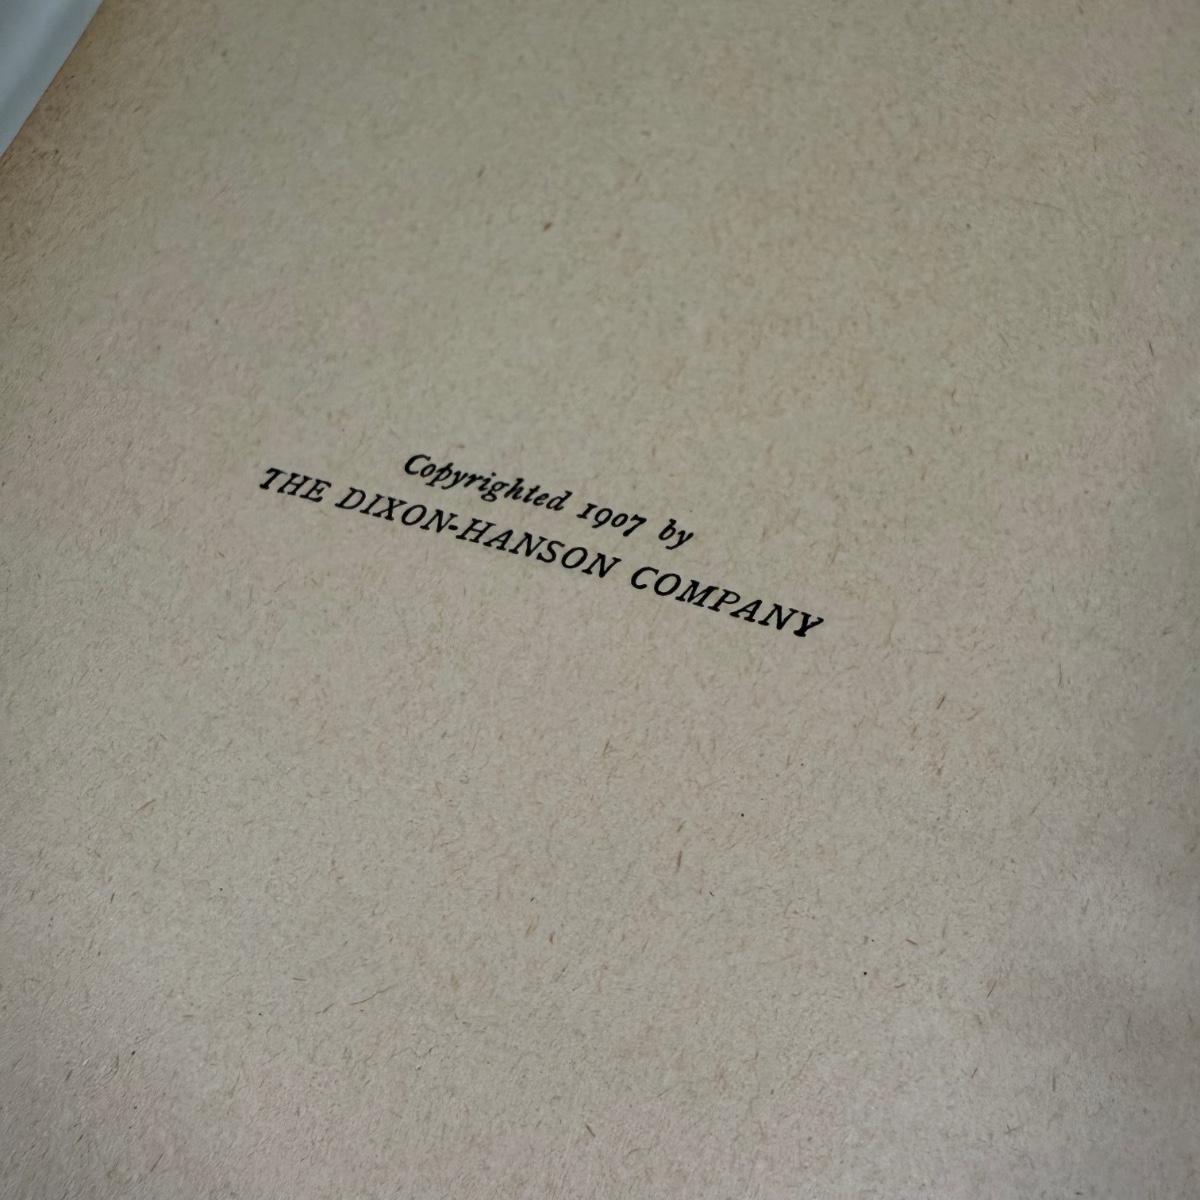 Copyrighted 1907 by
THE DIXON-HANSON COMPANY